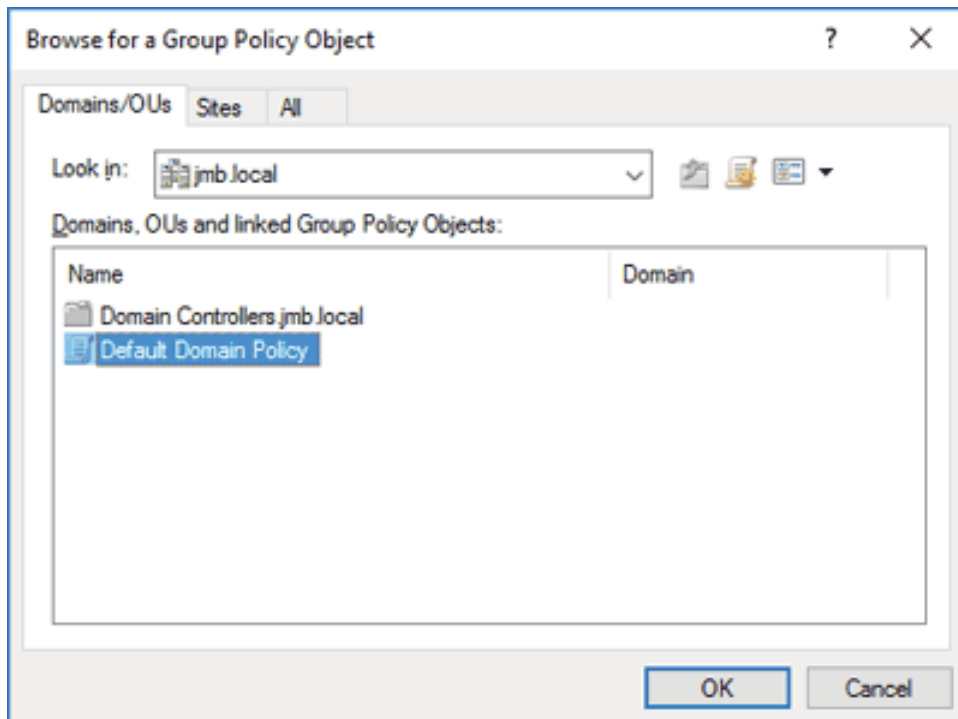 Browse for a Group Policy Object ?
Domains/OUs Sites All
Look in: jmb.local
Domains, OUs and linked Group Policy Objects:
Name Domain
Domain Controllers.jmb.local
Default Domain Policy
OK Cancel